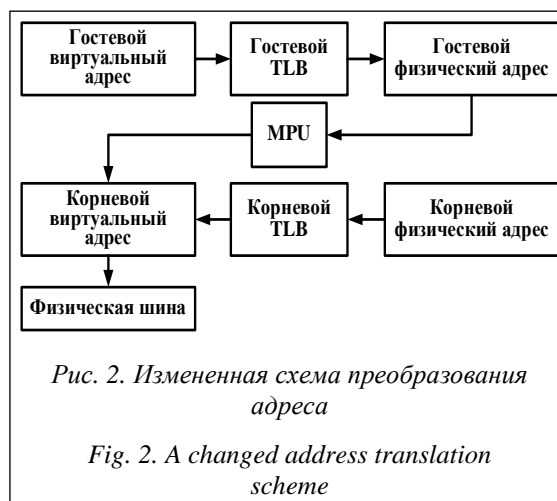 Гостевой
виртуальный
адрес
Гостевой
TLB
Гостевой
физический адрес
MPU
Корневой
виртуальный
адрес
Корневой
TLB
Корневой
физический адрес
Физическая шина
Рис. 2. Измененная схема преобразования
адреса
Fig. 2. A changed address translation
scheme